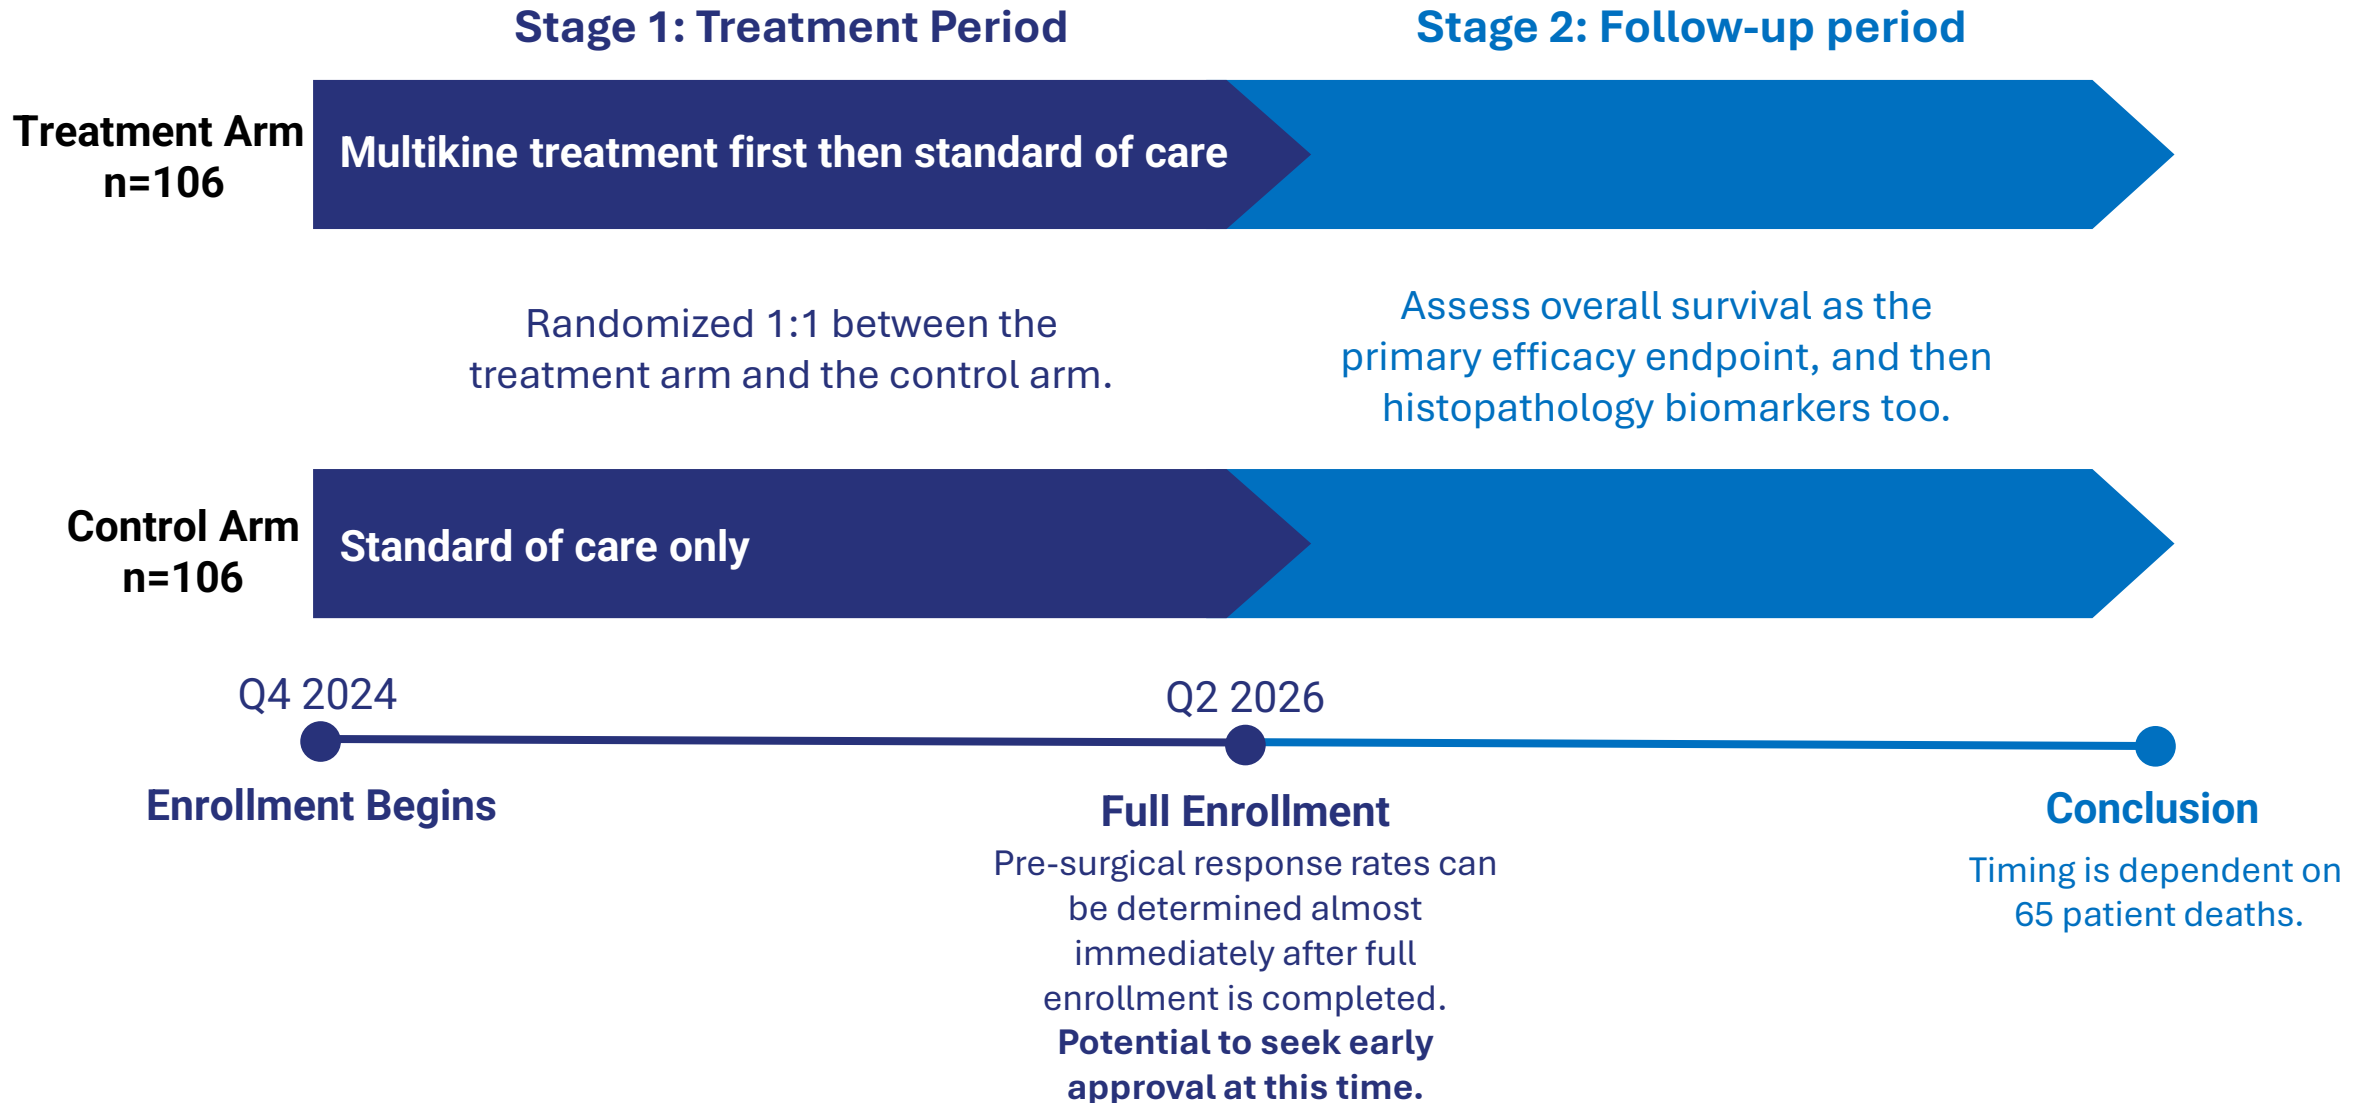 Stage 1: Treatment Period
Stage 2: Follow-up period
Treatment Arm
n=106
Multikine treatment first then standard of care
Randomized 1:1 between the
treatment arm and the control arm.
Assess overall survival as the
primary efficacy endpoint, and then
histopathology biomarkers too.
Control Arm
n=106
Standard of care only
Q4 2024
Q2 2026
Enrollment Begins
Full Enrollment
Pre-surgical response rates can
be determined almost
immediately after full
enrollment is completed.
Potential to seek early
approval at this time.
Conclusion
Timing is dependent on
65 patient deaths.